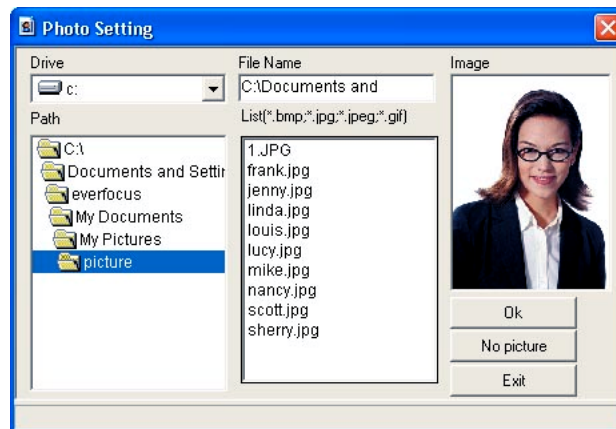 Photo Setting
Drive
File Name
Image
c:
C:\Documents and
Path
List(*.bmp;*.jpg;*.jpeg;*.gif)
C:\
Documents and Settin
everfocus
My Documents
My Pictures
picture
1.JPG
frank.jpg
jenny.jpg
linda.jpg
louis.jpg
lucy.jpg
mike.jpg
nancy.jpg
scott.jpg
sherry.jpg
Ok
No picture
Exit